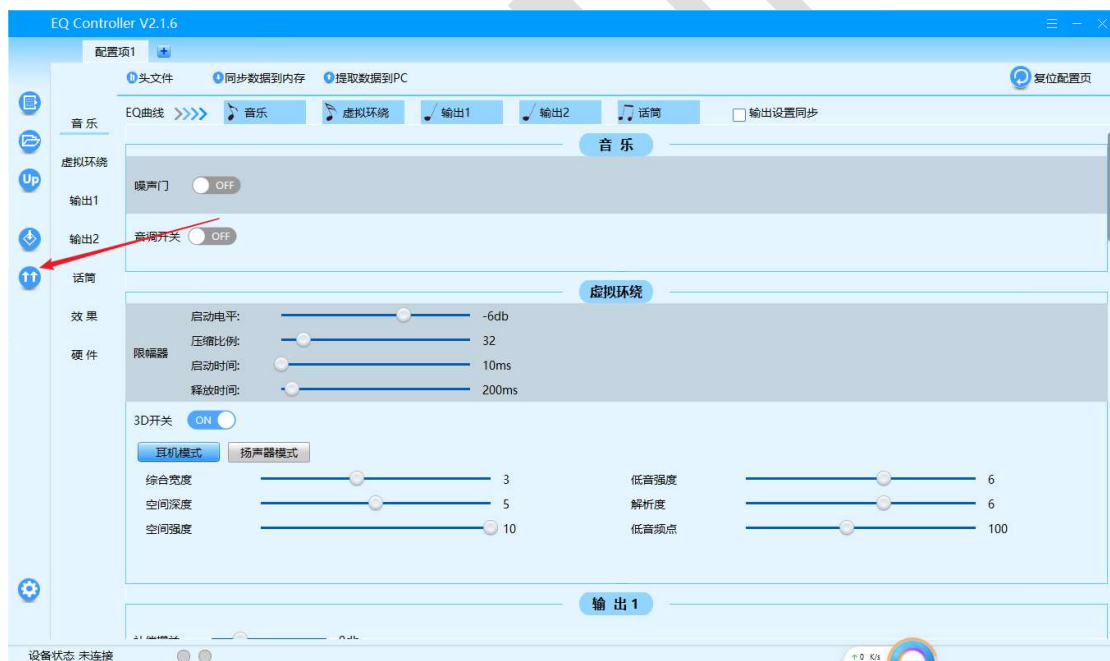 EQ Controller V2.1.6
配置项1
头文件 同步数据到内存 提取数据到PC 复位配置页
EQ曲线 音乐 虚拟环绕 输出1 输出2 话筒 输出设置同步
Up
音 乐
虚拟环绕
输出1
输出2
话筒
效 果
硬 件
音 乐
噪声门 OFF
音调开关 OFF
虚拟环绕
限幅器
启动电平: -6db
压缩比例: 32
启动时间: 10ms
释放时间: 200ms
3D开关 ON
耳机模式 扬声器模式
综合宽度 3 低音强度 6
空间深度 5 解析度 6
空间强度 10 低音频点 100
输 出 1
设备状态 未连接
0 K/s